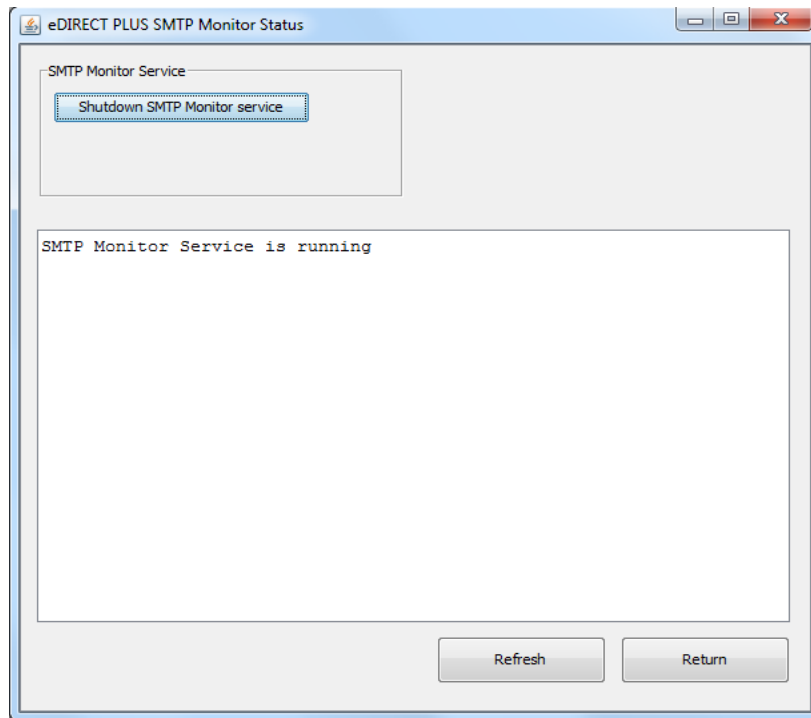 eDIRECT PLUS SMTP Monitor Status
SMTP Monitor Service
Shutdown SMTP Monitor service
SMTP Monitor Service is running
Refresh
Return